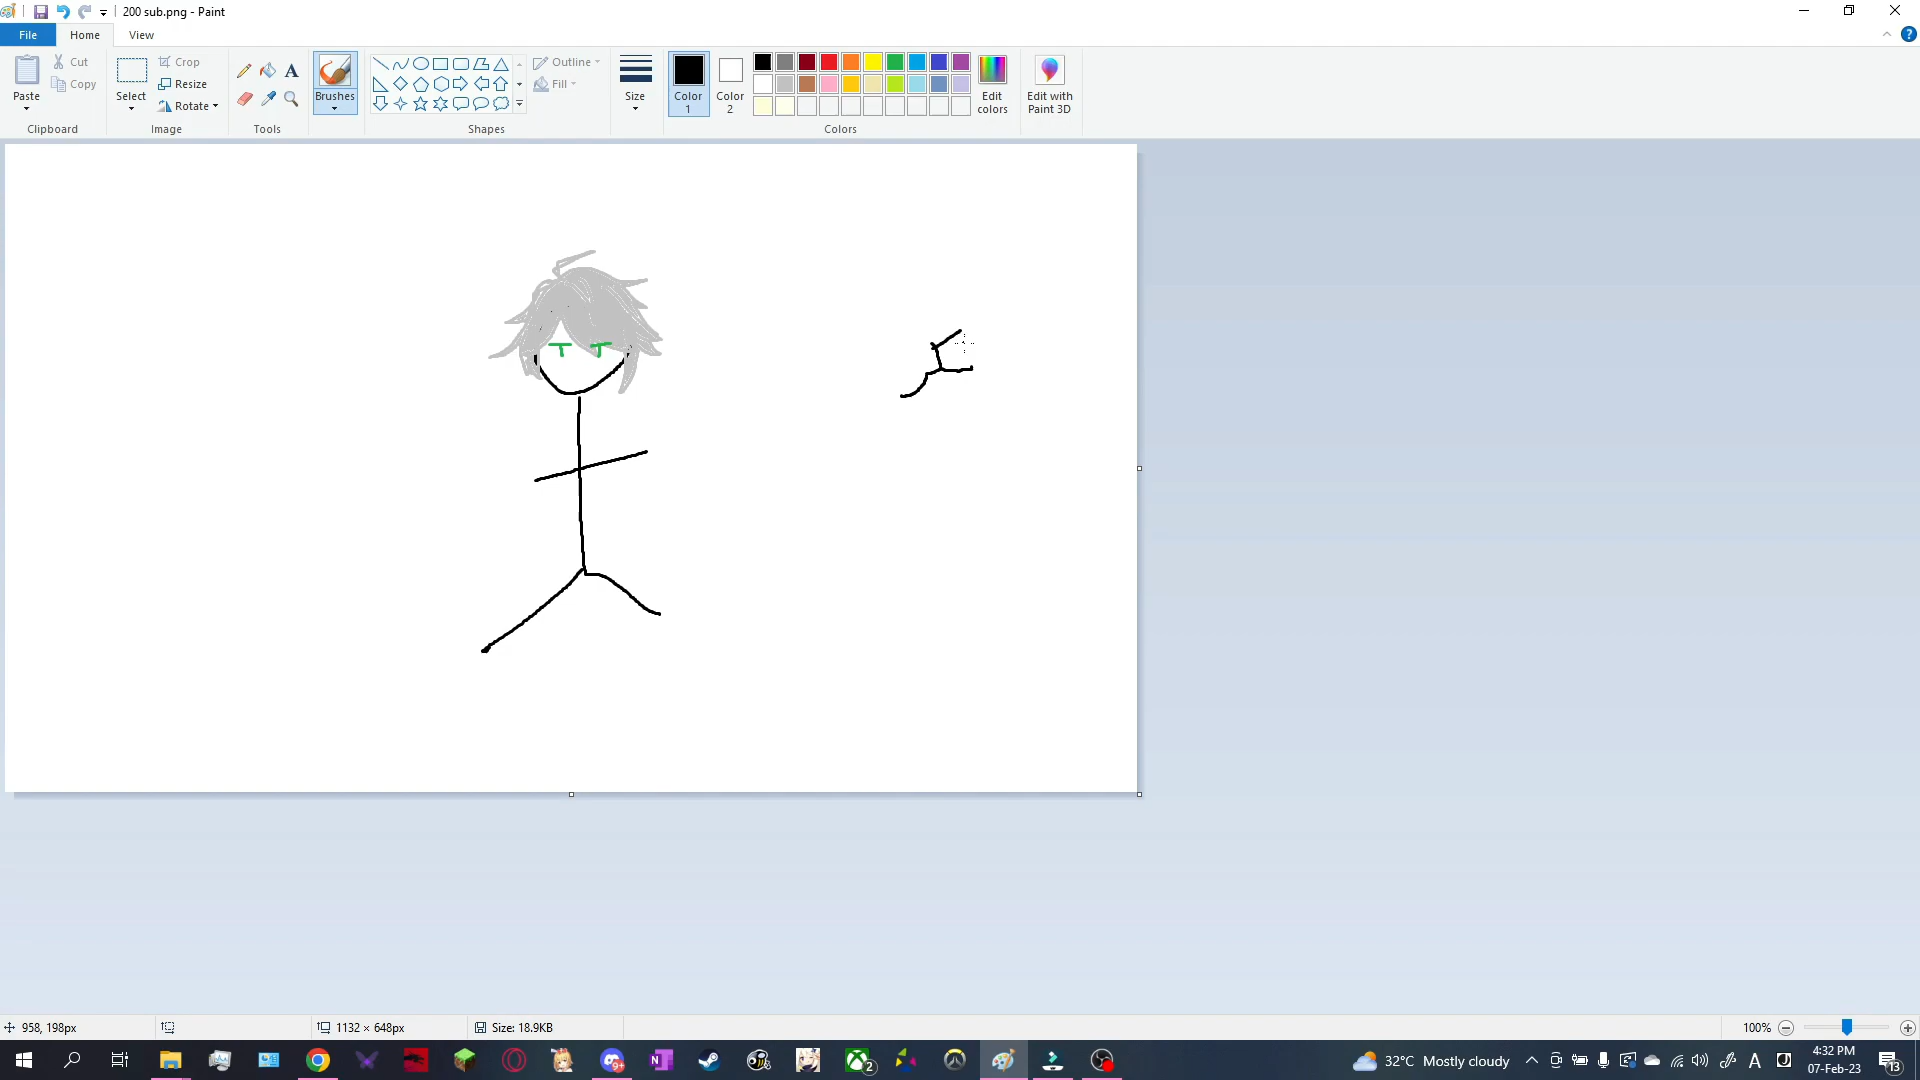 200 sub.png - Paint
File Home View
Paste Cut Copy Clipboard
Select Crop Resize Rotate Image
Tools
Brushes
Shapes
Outline Fill
Size
Color 1
Color 2
Edit colors
Colors
Edit with Paint 3D
T T
958, 198px
1132 × 648px
Size: 18.9KB
100%
32°C Mostly cloudy
4:32 PM
07-Feb-23